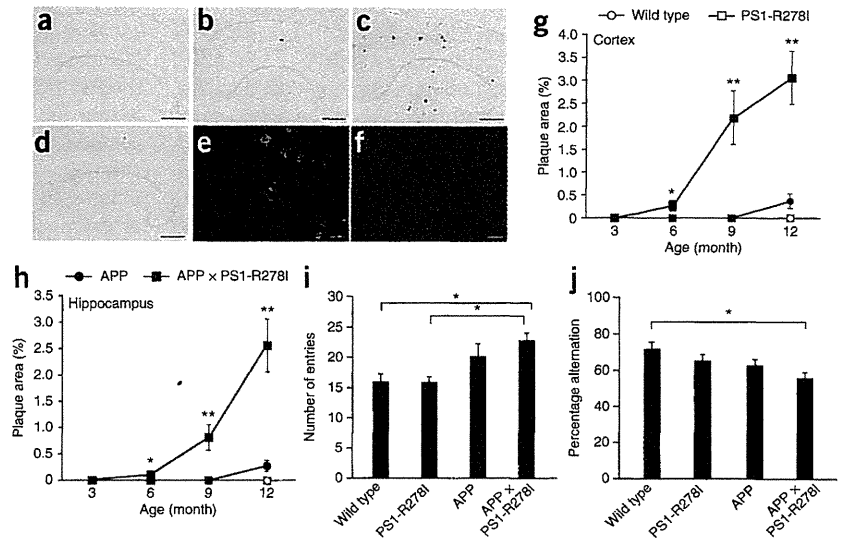 a
b
c
d
e
f
g
Wild type
PS1-R278I
Cortex
Plaque area (%)
4.0
3.5
3.0
2.5
2.0
1.5
1.0
0.5
0
*
**
**
3
6
9
12
Age (month)
h
APP
APP × PS1-R278I
Hippocampus
Plaque area (%)
3.5
3.0
2.5
2.0
1.5
1.0
0.5
0
*
**
**
3
6
9
12
Age (month)
i
Number of entries
30
25
20
15
10
5
0
*
*
Wild type
PS1-R278I
APP
APP ×
PS1-R278I
j
Percentage alternation
100
80
60
40
20
0
*
Wild type
PS1-R278I
APP
APP ×
PS1-R278I